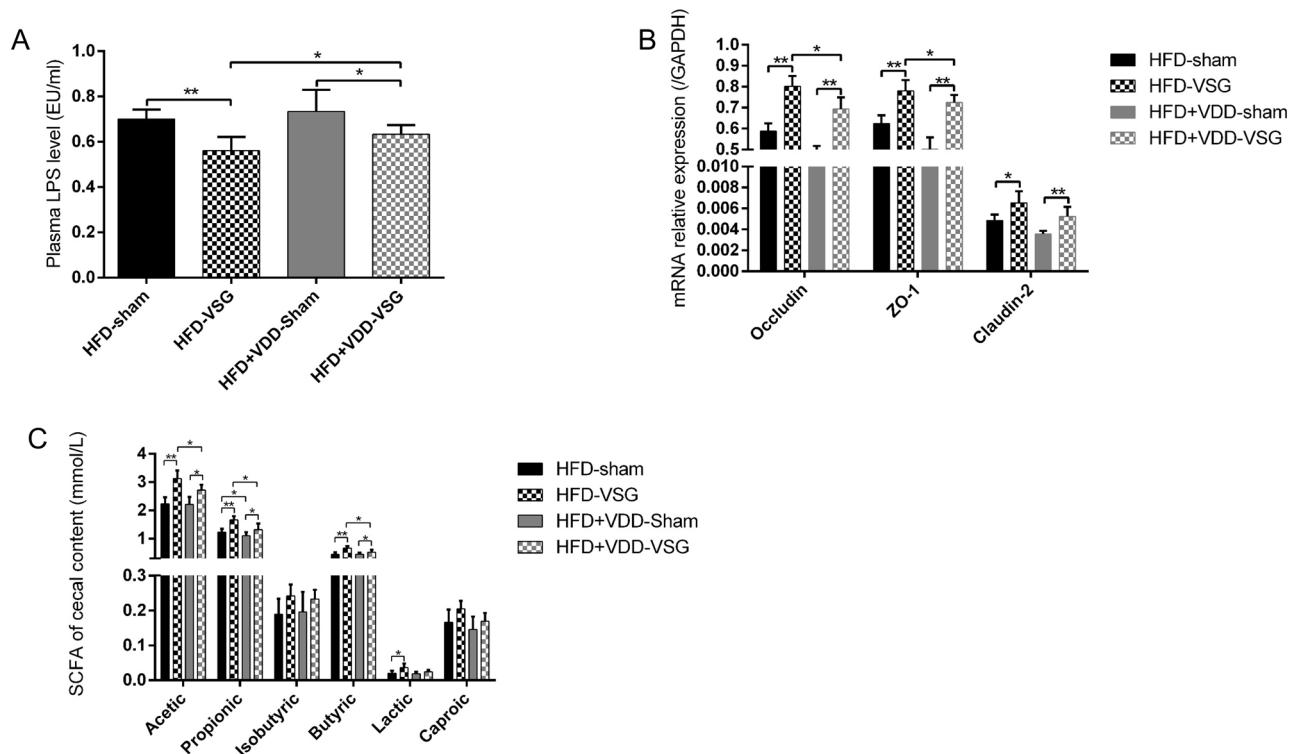 A
Plasma LPS level (EU/ml)
1.0
0.8
0.6
0.4
0.2
0.0
**
*
*
HFD-sham
HFD-VSG
HFD+VDD-Sham
HFD+VDD-VSG
B
mRNA relative expression (/GAPDH)
1.0
0.9
0.8
0.7
0.6
0.5
0.010
0.008
0.006
0.004
0.002
0.000
**
*
**
**
*
**
*
**
Occludin
ZO-1
Claudin-2
HFD-sham
HFD-VSG
HFD+VDD-sham
HFD+VDD-VSG
C
SCFA of cecal content (mmol/L)
4
3
2
1
0.3
0.2
0.1
0.0
**
*
*
**
*
*
*
**
*
*
*
Acetic
Propionic
Isobutyric
Butyric
Lactic
Caproic
HFD-sham
HFD-VSG
HFD+VDD-Sham
HFD+VDD-VSG